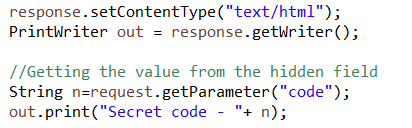 response.setContentType("text/html");
PrintWriter out = response.getWriter();
//Getting the value from the hidden field
String n=request.getParameter("code");
out.print("Secret code - "+ n);